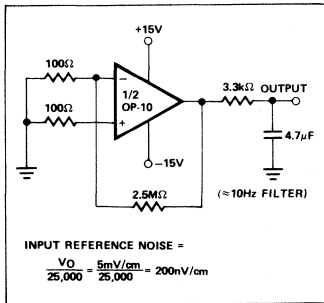 +15V
100Ω
−
100Ω
1/2
OP-10
+
3.3kΩ
OUTPUT
4.7μF
−15V
2.5MΩ
(≈10Hz FILTER)
INPUT REFERENCE NOISE =
VO / 25,000 = 5mV/cm / 25,000 = 200nV/cm